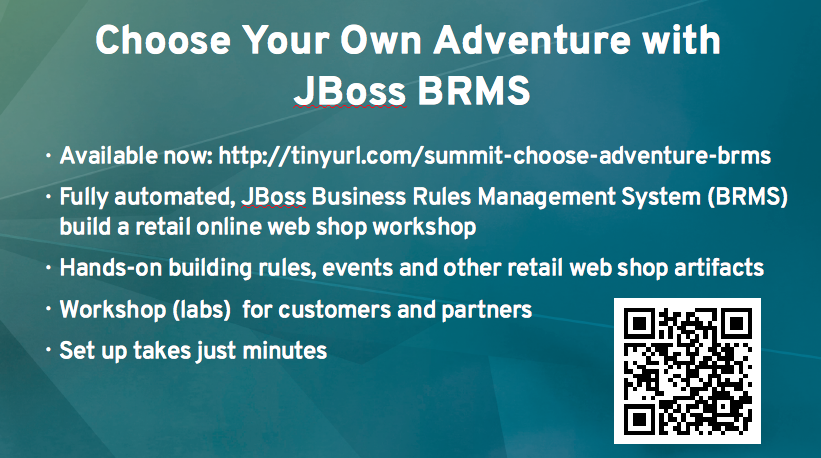 Choose Your Own Adventure with
JBoss BRMS
· Available now: http://tinyurl.com/summit-choose-adventure-brms
· Fully automated, JBoss Business Rules Management System (BRMS)
build a retail online web shop workshop
· Hands-on building rules, events and other retail web shop artifacts
· Workshop (labs)  for customers and partners
· Set up takes just minutes